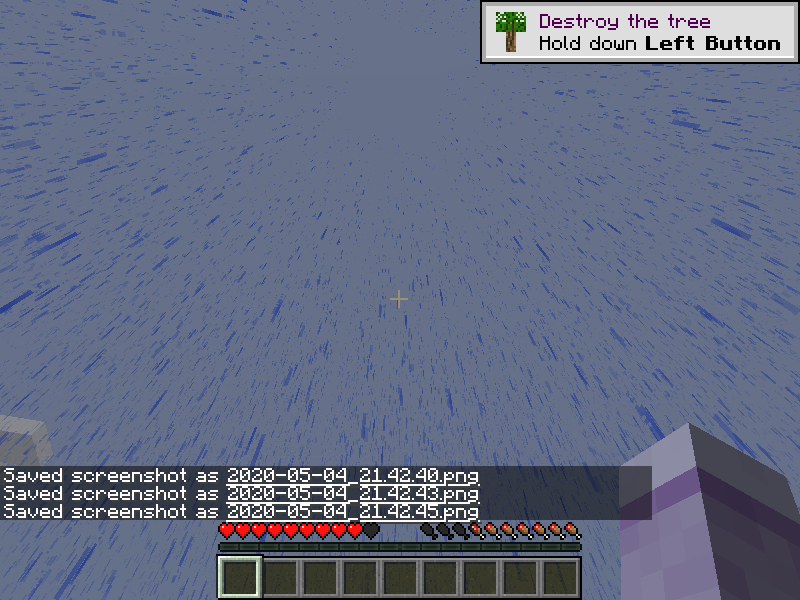 Destroy the tree
Hold down Left Button
Saved screenshot as 2020-05-04_21.42.40.png
Saved screenshot as 2020-05-04_21.42.43.png
Saved screenshot as 2020-05-04_21.42.45.png